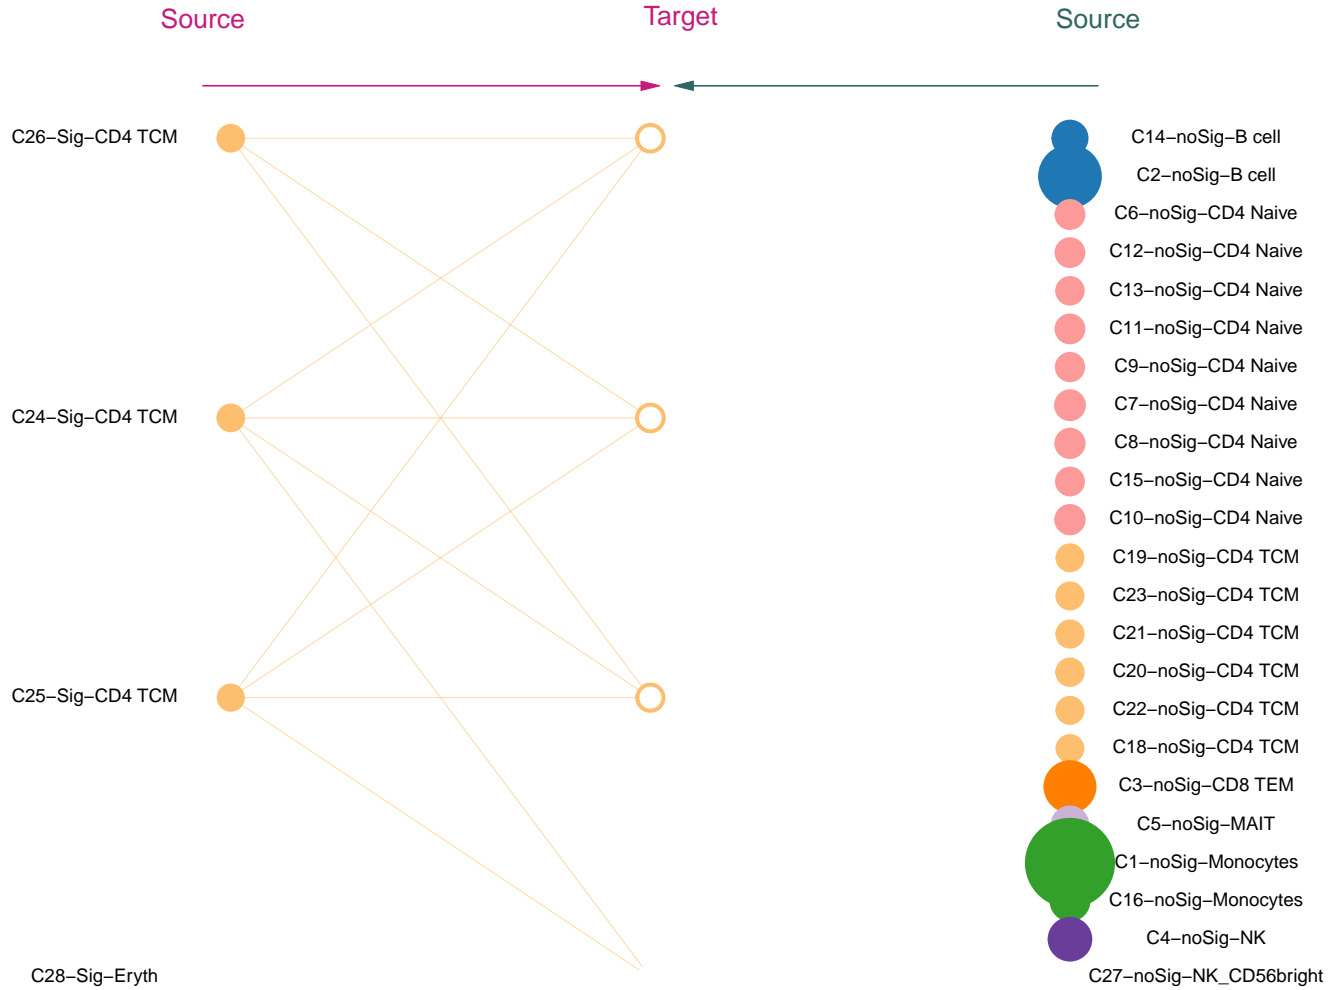 Source
Target
Source
C26−Sig−CD4 TCM
C24−Sig−CD4 TCM
C25−Sig−CD4 TCM
C28−Sig−Eryth
C14−noSig−B cell
C2−noSig−B cell
C6−noSig−CD4 Naive
C12−noSig−CD4 Naive
C13−noSig−CD4 Naive
C11−noSig−CD4 Naive
C9−noSig−CD4 Naive
C7−noSig−CD4 Naive
C8−noSig−CD4 Naive
C15−noSig−CD4 Naive
C10−noSig−CD4 Naive
C19−noSig−CD4 TCM
C23−noSig−CD4 TCM
C21−noSig−CD4 TCM
C20−noSig−CD4 TCM
C22−noSig−CD4 TCM
C18−noSig−CD4 TCM
C3−noSig−CD8 TEM
C5−noSig−MAIT
C1−noSig−Monocytes
C16−noSig−Monocytes
C4−noSig−NK
C27−noSig−NK_CD56bright